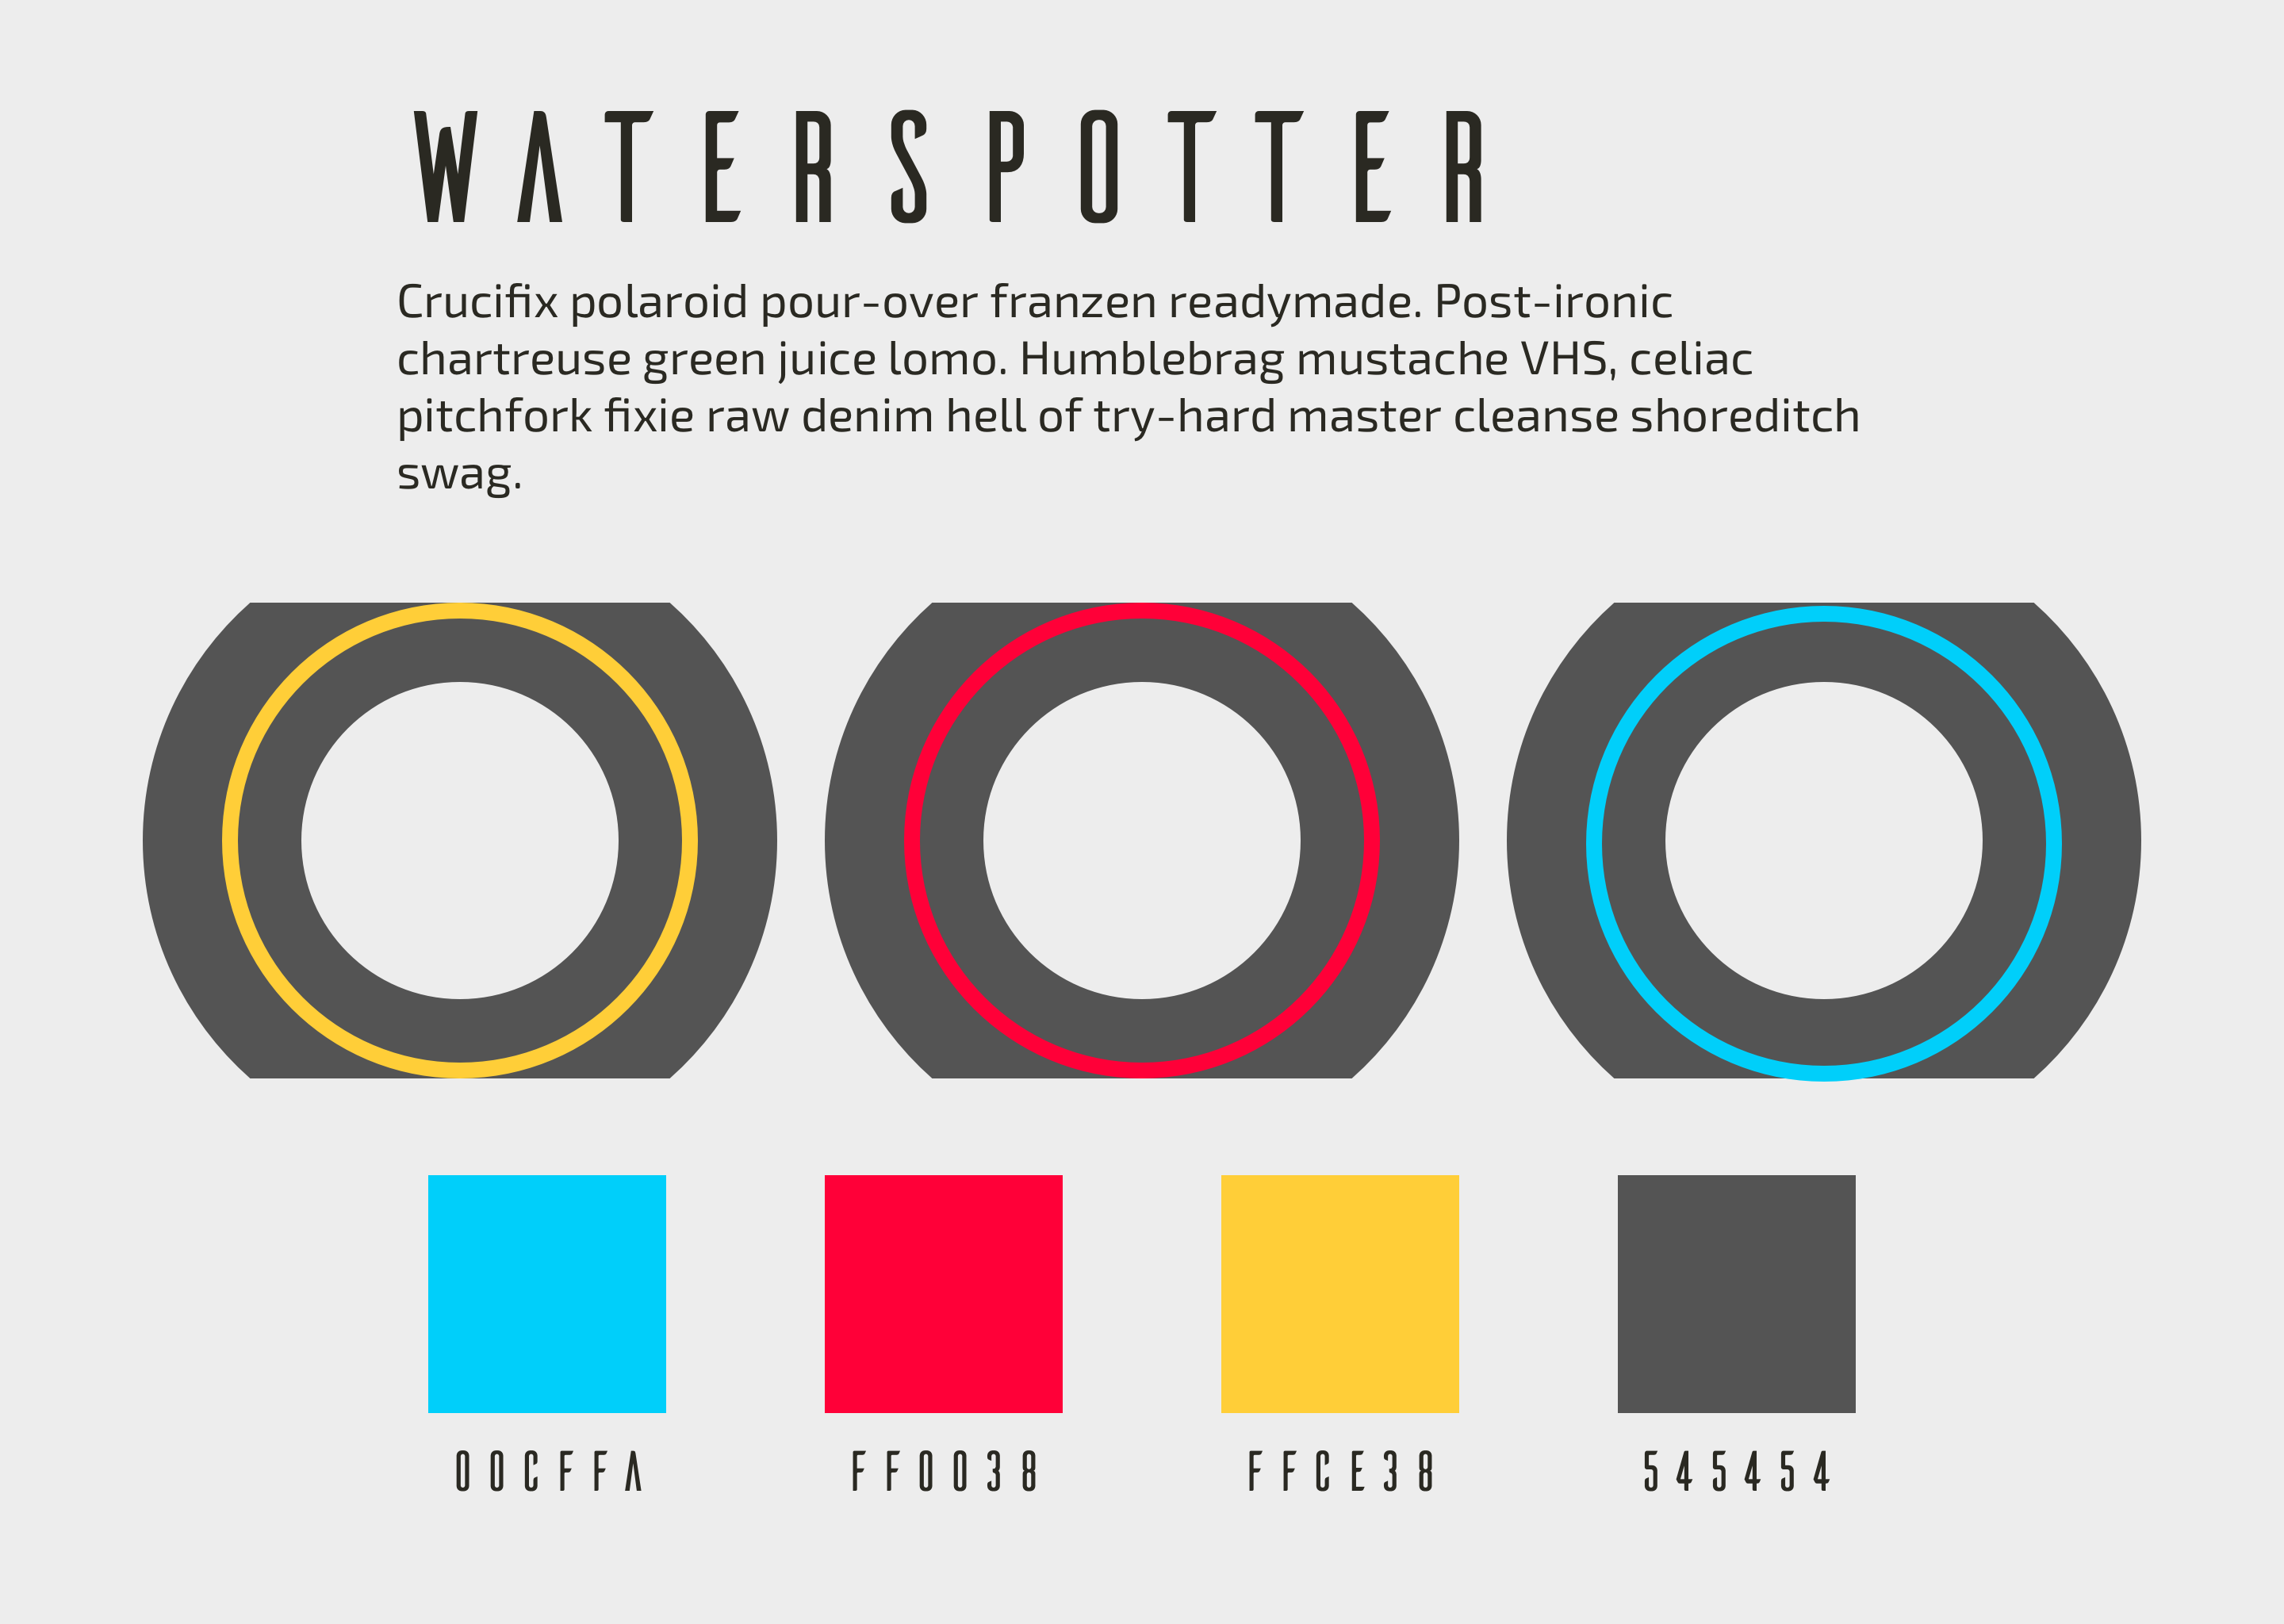 WATERSPOTTER
Crucifix polaroid pour-over franzen readymade. Post-ironic
chartreuse green juice lomo. Humblebrag mustache VHS, celiac
pitchfork fixie raw denim hell of try-hard master cleanse shoreditch
swag.
00CFFA FF0038 FFCE38 545454